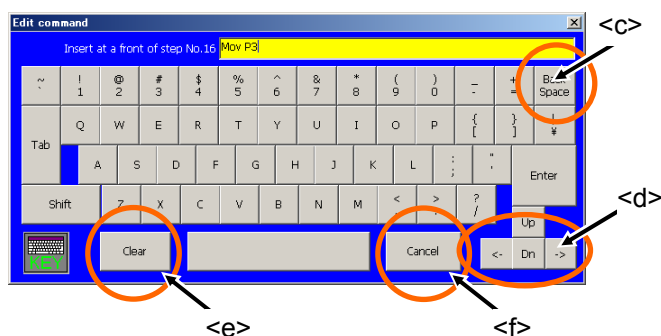 Edit command
<c>
Insert at a front of step No.16 Mov P3
~ ! @ # $ % ^ & * ( ) _ + Back
` 1 2 3 4 5 6 7 8 9 0 - = Space
Tab Q W E R T Y U I O P { [ } ] | ¥
A S D F G H J K L : ; " ' Enter
Shift Z X C V B N M < , > . ? / Up
<d>
KEY Clear Cancel <- Dn ->
<e> <f>